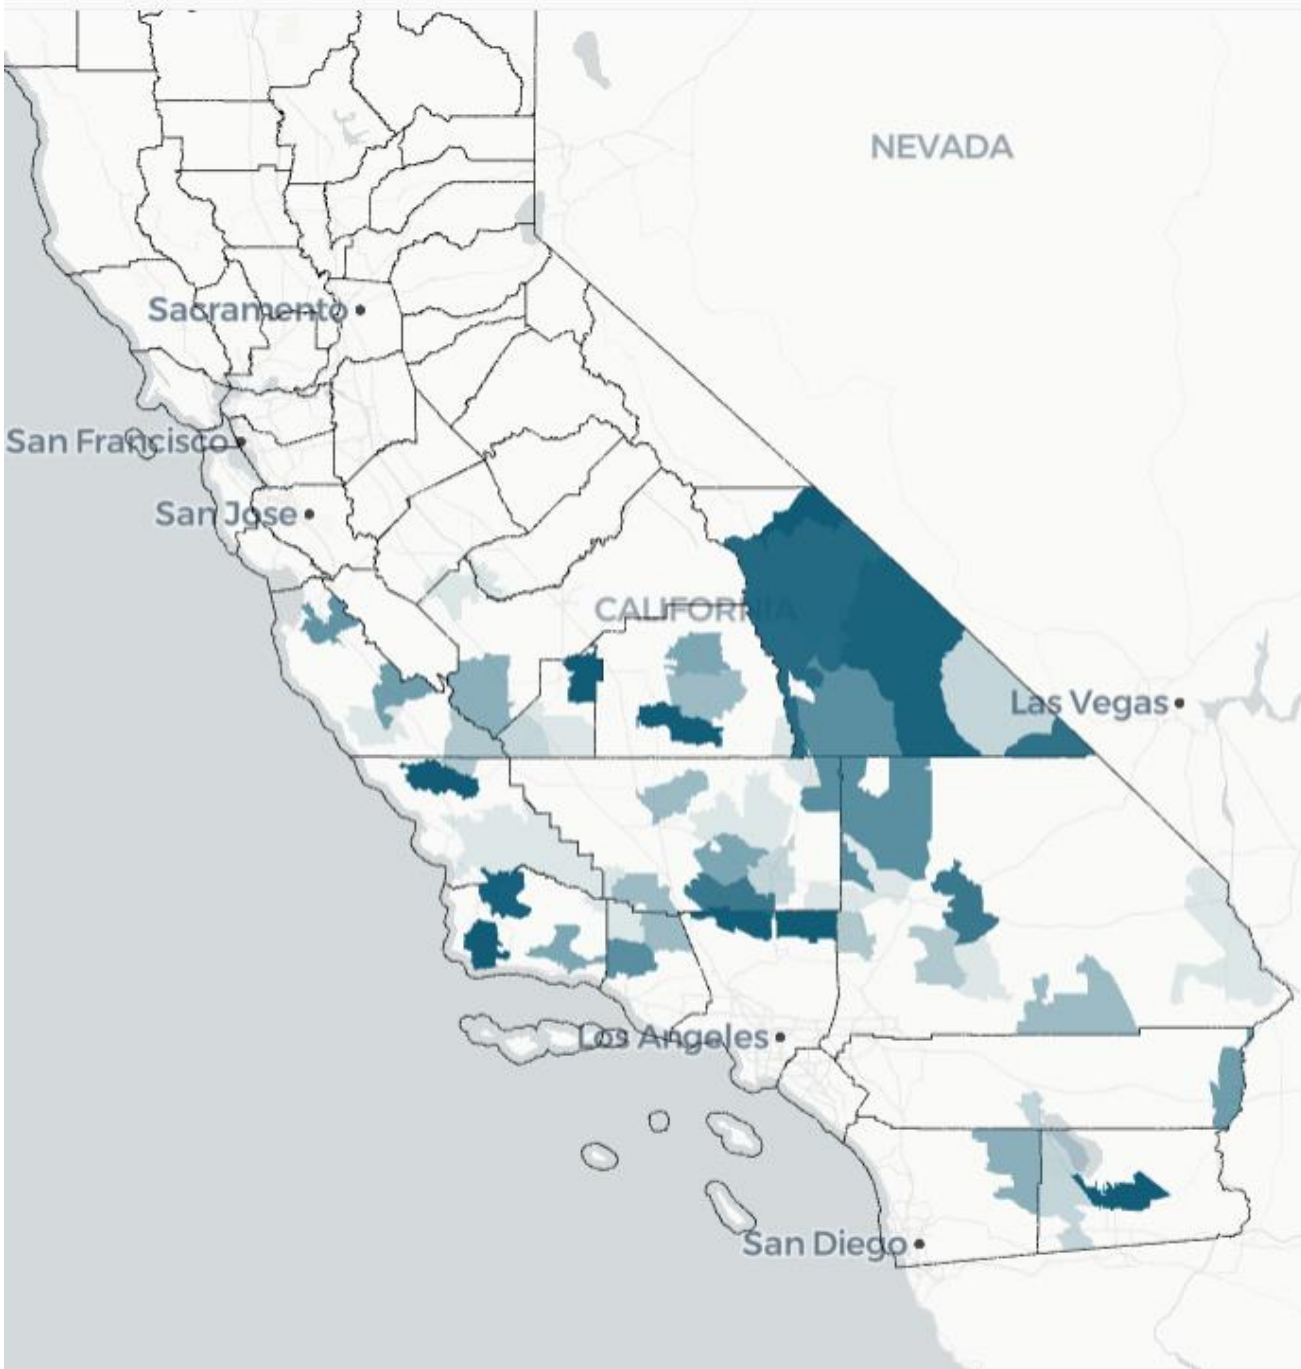 NEVADA
Sacramento
San Francisco
San Jose
CALIFORNIA
Las Vegas
Los Angeles
San Diego